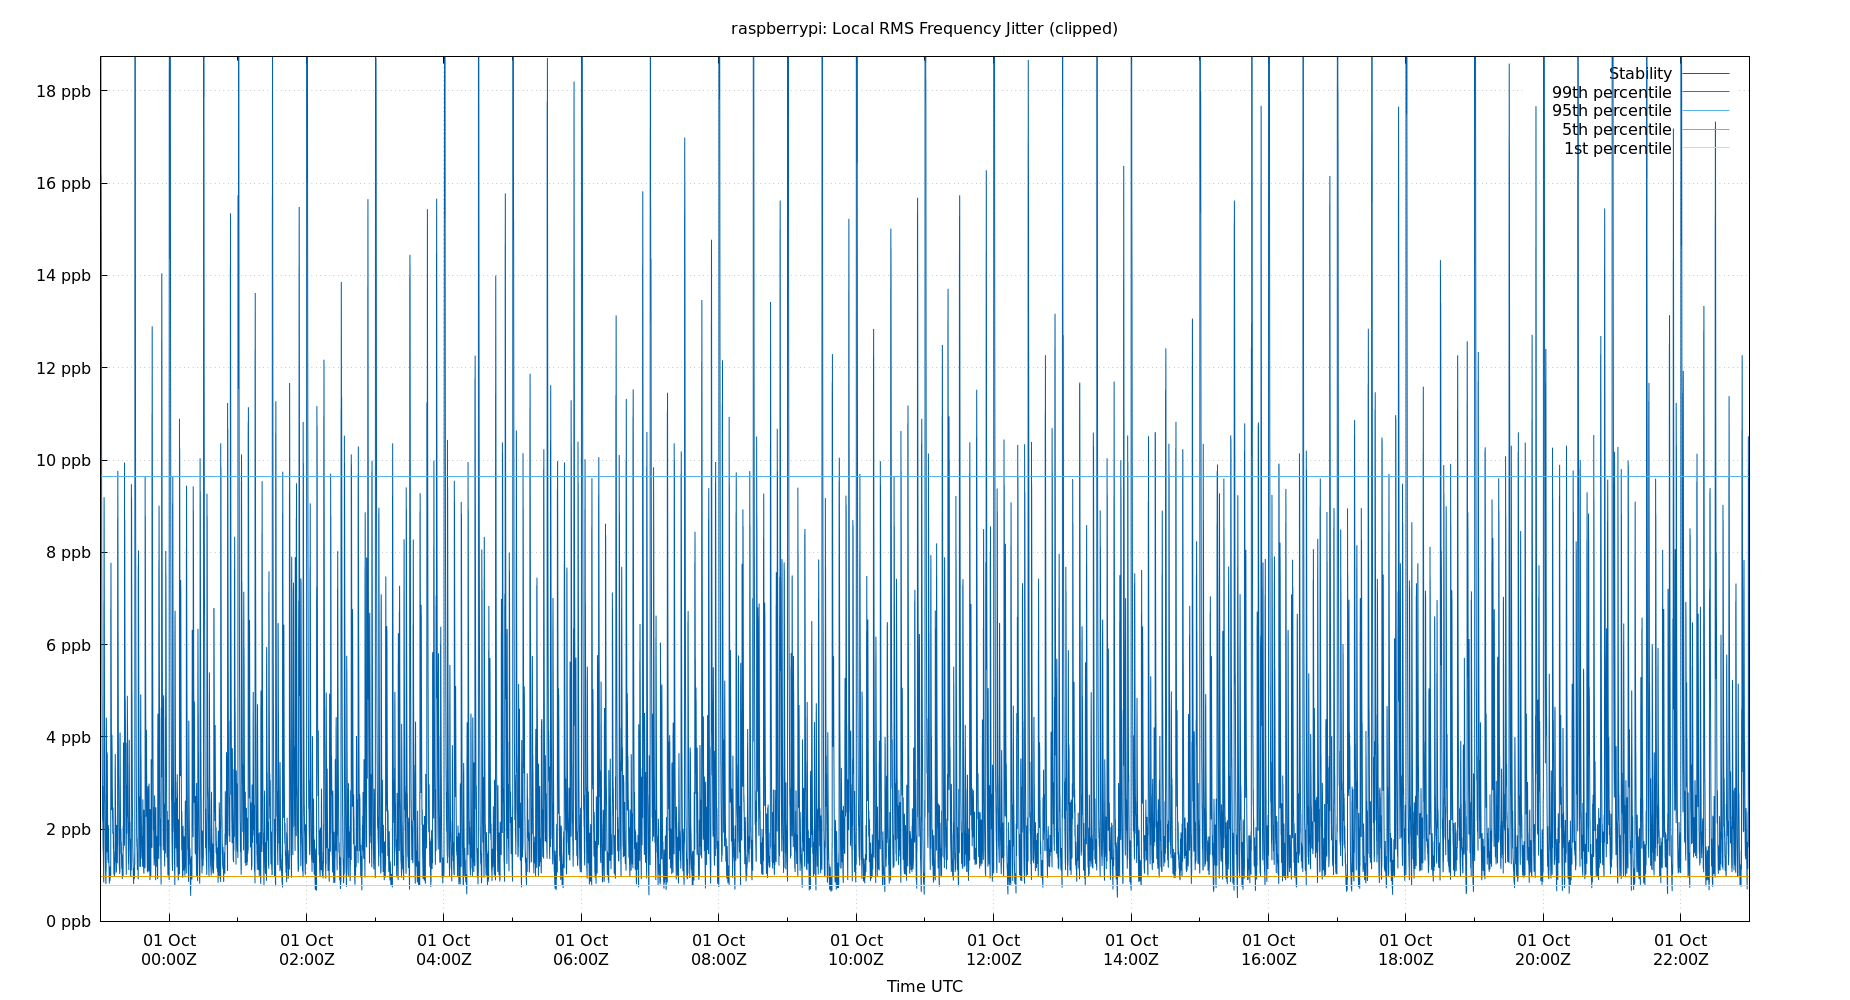 raspberrypi: Local RMS Frequency Jitter (clipped)
Stability
99th percentile
95th percentile
5th percentile
1st percentile
18 ppb
16 ppb
14 ppb
12 ppb
10 ppb
8 ppb
6 ppb
4 ppb
2 ppb
0 ppb
01 Oct 01 Oct 01 Oct 01 Oct 01 Oct 01 Oct 01 Oct 01 Oct 01 Oct 01 Oct 01 Oct 01 Oct
00:00Z 02:00Z 04:00Z 06:00Z 08:00Z 10:00Z 12:00Z 14:00Z 16:00Z 18:00Z 20:00Z 22:00Z
Time UTC